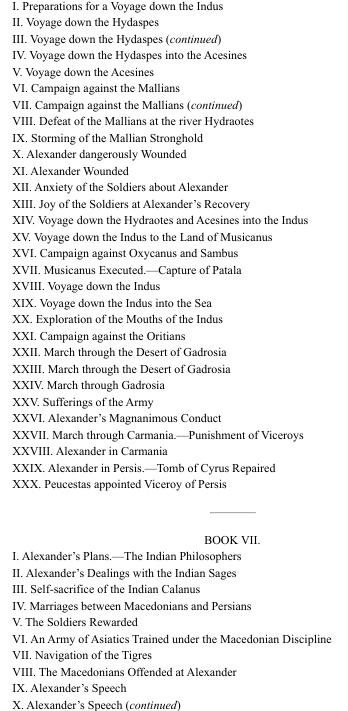 I. Preparations for a Voyage down the Indus
II. Voyage down the Hydaspes
III. Voyage down the Hydaspes (continued)
IV. Voyage down the Hydaspes into the Acesines
V. Voyage down the Acesines
VI. Campaign against the Mallians
VII. Campaign against the Mallians (continued)
VIII. Defeat of the Mallians at the river Hydraotes
IX. Storming of the Mallian Stronghold
X. Alexander dangerously Wounded
XI. Alexander Wounded
XII. Anxiety of the Soldiers about Alexander
XIII. Joy of the Soldiers at Alexander’s Recovery
XIV. Voyage down the Hydraotes and Acesines into the Indus
XV. Voyage down the Indus to the Land of Musicanus
XVI. Campaign against Oxycanus and Sambus
XVII. Musicanus Executed.—Capture of Patala
XVIII. Voyage down the Indus
XIX. Voyage down the Indus into the Sea
XX. Exploration of the Mouths of the Indus
XXI. Campaign against the Oritians
XXII. March through the Desert of Gadrosia
XXIII. March through the Desert of Gadrosia
XXIV. March through Gadrosia
XXV. Sufferings of the Army
XXVI. Alexander’s Magnanimous Conduct
XXVII. March through Carmania.—Punishment of Viceroys
XXVIII. Alexander in Carmania
XXIX. Alexander in Persis.—Tomb of Cyrus Repaired
XXX. Peucestas appointed Viceroy of Persis
BOOK VII.
I. Alexander’s Plans.—The Indian Philosophers
II. Alexander’s Dealings with the Indian Sages
III. Self-sacrifice of the Indian Calanus
IV. Marriages between Macedonians and Persians
V. The Soldiers Rewarded
VI. An Army of Asiatics Trained under the Macedonian Discipline
VII. Navigation of the Tigres
VIII. The Macedonians Offended at Alexander
IX. Alexander’s Speech
X. Alexander’s Speech (continued)